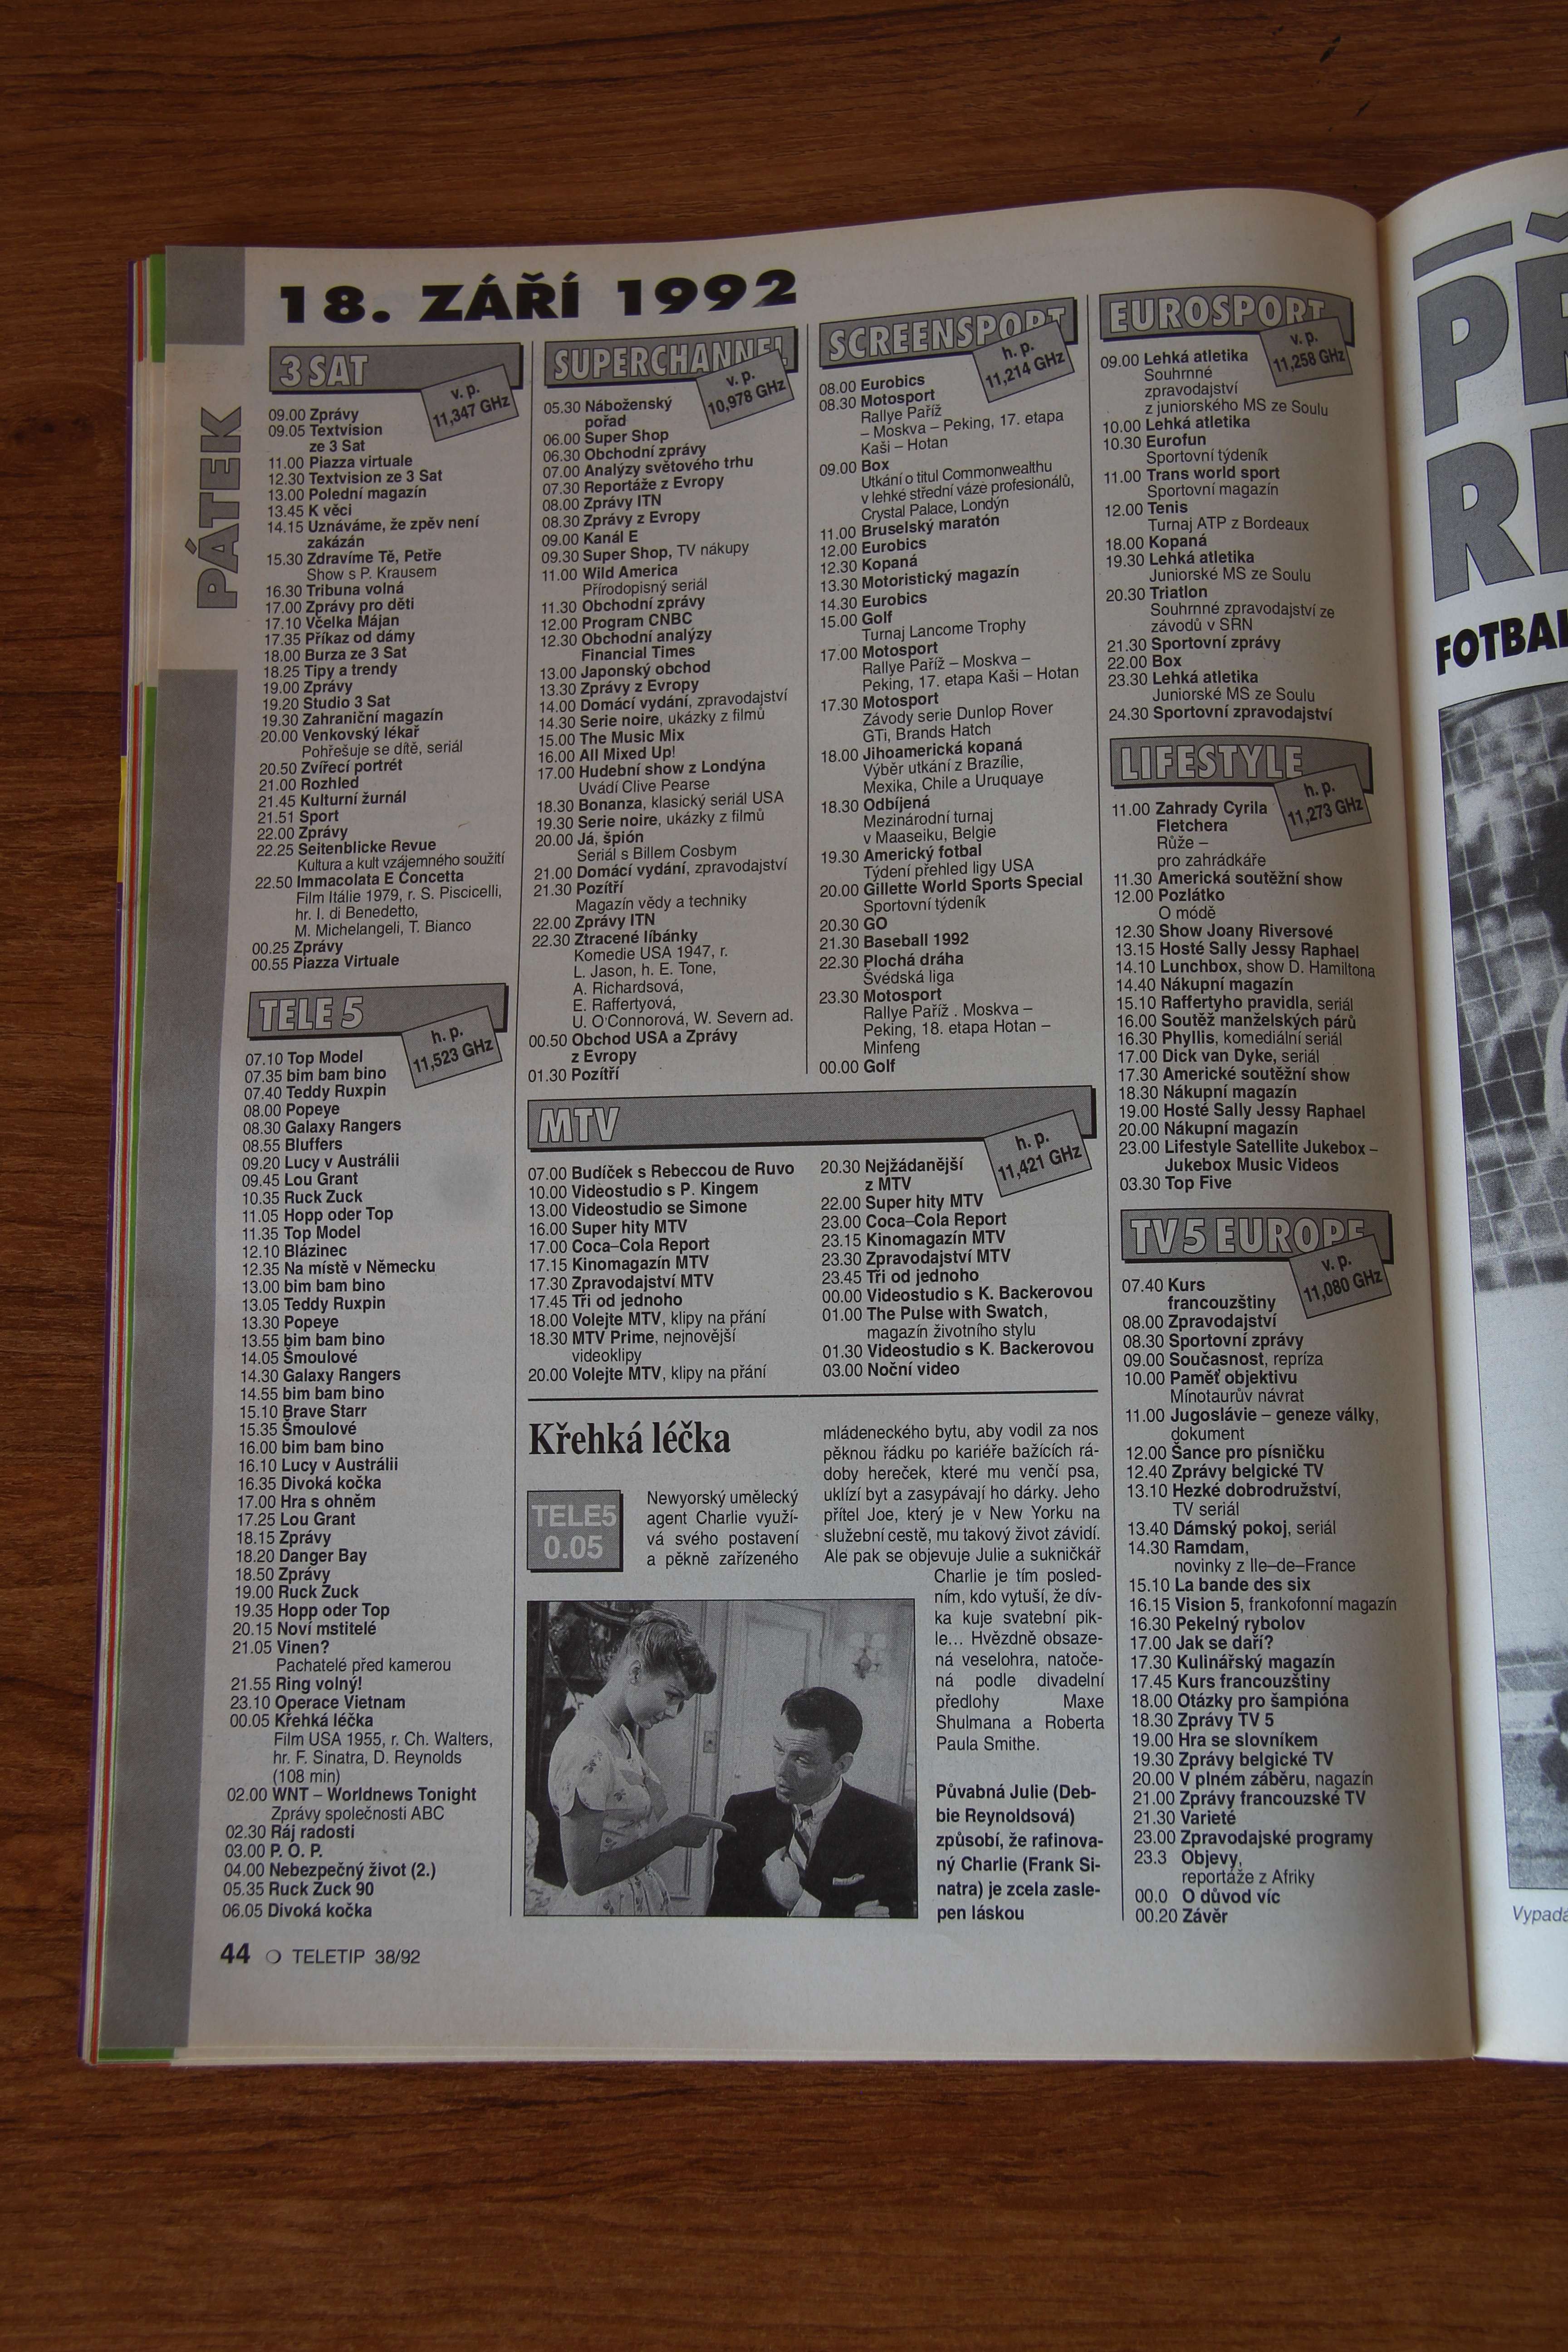 18. ZÁŘÍ 1992
PÁTEK
3 SAT
v. p.
11,347 GHz
09.00 Zprávy
09.05 Textvision
ze 3 Sat
11.00 Piazza virtuale
12.30 Textvision ze 3 Sat
13.00 Polední magazín
13.45 K věci
14.15 Uznáváme, že zpěv není
zakázán
15.30 Zdravíme Tě, Petře
Show s P. Krausem
16.30 Tribuna volná
17.00 Zprávy pro děti
17.10 Včelka Májan
17.35 Příkaz od dámy
18.00 Burza ze 3 Sat
18.25 Tipy a trendy
19.00 Zprávy
19.20 Studio 3 Sat
19.30 Zahraniční magazín
20.00 Venkovský lékař
Pohřešuje se dítě, seriál
20.50 Zvířecí portrét
21.00 Rozhled
21.45 Kulturní žurnál
21.51 Sport
22.00 Zprávy
22.25 Seitenblicke Revue
Kultura a kult vzájemného soužití
22.50 Immacolata E Concetta
Film Itálie 1979, r. S. Piscicelli,
hr. I. di Benedetto,
M. Michelangeli, T. Bianco
00.25 Zprávy
00.55 Piazza Virtuale
TELE 5
h. p.
11,523 GHz
07.10 Top Model
07.35 bim bam bino
07.40 Teddy Ruxpin
08.00 Popeye
08.30 Galaxy Rangers
08.55 Bluffers
09.20 Lucy v Austrálii
09.45 Lou Grant
10.35 Ruck Zuck
11.05 Hopp oder Top
11.35 Top Model
12.10 Blázinec
12.35 Na místě v Německu
13.00 bim bam bino
13.05 Teddy Ruxpin
13.30 Popeye
13.55 bim bam bino
14.05 Šmoulové
14.30 Galaxy Rangers
14.55 bim bam bino
15.10 Brave Starr
15.35 Šmoulové
16.00 bim bam bino
16.10 Lucy v Austrálii
16.35 Divoká kočka
17.00 Hra s ohněm
17.25 Lou Grant
18.15 Zprávy
18.20 Danger Bay
18.50 Zprávy
19.00 Ruck Zuck
19.35 Hopp oder Top
20.15 Noví mstitelé
21.05 Vinen?
Pachatelé před kamerou
21.55 Ring volný!
23.10 Operace Vietnam
00.05 Křehká léčka
Film USA 1955, r. Ch. Walters,
hr. F. Sinatra, D. Reynolds
(108 min)
02.00 WNT – Worldnews Tonight
Zprávy společnosti ABC
02.30 Ráj radosti
03.00 P. O. P.
04.00 Nebezpečný život (2.)
05.35 Ruck Zuck 90
06.05 Divoká kočka
SUPERCHANNEL
v. p.
10,978 GHz
05.30 Náboženský
pořad
06.00 Super Shop
06.30 Obchodní zprávy
07.00 Analýzy světového trhu
07.30 Reportáže z Evropy
08.00 Zprávy ITN
08.30 Zprávy z Evropy
09.00 Kanál E
09.30 Super Shop, TV nákupy
11.00 Wild America
Přírodopisný seriál
11.30 Obchodní zprávy
12.00 Program CNBC
12.30 Obchodní analýzy
Financial Times
13.00 Japonský obchod
13.30 Zprávy z Evropy
14.00 Domácí vydání, zpravodajství
14.30 Serie noire, ukázky z filmů
15.00 The Music Mix
16.00 All Mixed Up!
17.00 Hudební show z Londýna
Uvádí Clive Pearse
18.30 Bonanza, klasický seriál USA
19.30 Serie noire, ukázky z filmů
20.00 Já, špión
Seriál s Billem Cosbym
21.00 Domácí vydání, zpravodajství
21.30 Pozítří
Magazín vědy a techniky
22.00 Zprávy ITN
22.30 Ztracené líbánky
Komedie USA 1947, r.
L. Jason, h. E. Tone,
A. Richardsová,
E. Raffertyová,
U. O'Connorová, W. Severn ad.
00.50 Obchod USA a Zprávy
z Evropy
01.30 Pozítří
SCREENSPORT
h. p.
11,214 GHz
08.00 Eurobics
08.30 Motosport
Rallye Paříž
– Moskva – Peking, 17. etapa
Kaši – Hotan
09.00 Box
Utkání o titul Commonwealthu
v lehké střední váze profesionálů,
Crystal Palace, Londýn
11.00 Bruselský maratón
12.00 Eurobics
12.30 Kopaná
13.30 Motoristický magazín
14.30 Eurobics
15.00 Golf
Turnaj Lancome Trophy
17.00 Motosport
Rallye Paříž – Moskva –
Peking, 17. etapa Kaši – Hotan
17.30 Motosport
Závody serie Dunlop Rover
GTi, Brands Hatch
18.00 Jihoamerická kopaná
Výběr utkání z Brazílie,
Mexika, Chile a Uruquaye
18.30 Odbíjená
Mezinárodní turnaj
v Maaseiku, Belgie
19.30 Americký fotbal
Týdení přehled ligy USA
20.00 Gillette World Sports Special
Sportovní týdeník
20.30 GO
21.30 Baseball 1992
22.30 Plochá dráha
Švédská liga
23.30 Motosport
Rallye Paříž . Moskva –
Peking, 18. etapa Hotan –
Minfeng
00.00 Golf
MTV
h. p.
11,421 GHz
07.00 Budíček s Rebeccou de Ruvo
10.00 Videostudio s P. Kingem
13.00 Videostudio se Simone
16.00 Super hity MTV
17.00 Coca–Cola Report
17.15 Kinomagazín MTV
17.30 Zpravodajství MTV
17.45 Tři od jednoho
18.00 Volejte MTV, klipy na přání
18.30 MTV Prime, nejnovější
videoklipy
20.00 Volejte MTV, klipy na přání
20.30 Nejžádanější
z MTV
22.00 Super hity MTV
23.00 Coca–Cola Report
23.15 Kinomagazín MTV
23.30 Zpravodajství MTV
23.45 Tři od jednoho
00.00 Videostudio s K. Backerovou
01.00 The Pulse with Swatch,
magazín životního stylu
01.30 Videostudio s K. Backerovou
03.00 Noční video
Křehká léčka
TELE5
0.05
Newyorský umělecký
agent Charlie využí-
vá svého postavení
a pěkně zařízeného
mládeneckého bytu, aby vodil za nos
pěknou řádku po kariéře bažících rá-
doby hereček, které mu venčí psa,
uklízí byt a zasypávají ho dárky. Jeho
přítel Joe, který je v New Yorku na
služební cestě, mu takový život závidí.
Ale pak se objevuje Julie a sukničkář
Charlie je tím posled-
ním, kdo vytuší, že dív-
ka kuje svatební pik-
le... Hvězdně obsaze-
ná veselohra, natoče-
ná podle divadelní
předlohy Maxe
Shulmana a Roberta
Paula Smithe.
Půvabná Julie (Deb-
bie Reynoldsová)
způsobí, že rafinova-
ný Charlie (Frank Si-
natra) je zcela zasle-
pen láskou
EUROSPORT
v. p.
11,258 GHz
09.00 Lehká atletika
Souhrnné
zpravodajství
z juniorského MS ze Soulu
10.00 Lehká atletika
10.30 Eurofun
Sportovní týdeník
11.00 Trans world sport
Sportovní magazín
12.00 Tenis
Turnaj ATP z Bordeaux
18.00 Kopaná
19.30 Lehká atletika
Juniorské MS ze Soulu
20.30 Triatlon
Souhrnné zpravodajství ze
závodů v SRN
21.30 Sportovní zprávy
22.00 Box
23.30 Lehká atletika
Juniorské MS ze Soulu
24.30 Sportovní zpravodajství
LIFESTYLE
h. p.
11,273 GHz
11.00 Zahrady Cyrila
Fletchera
Růže –
pro zahrádkáře
11.30 Americká soutěžní show
12.00 Pozlátko
O módě
12.30 Show Joany Riversové
13.15 Hosté Sally Jessy Raphael
14.10 Lunchbox, show D. Hamiltona
14.40 Nákupní magazín
15.10 Raffertyho pravidla, seriál
16.00 Soutěž manželských párů
16.30 Phyllis, komediální seriál
17.00 Dick van Dyke, seriál
17.30 Americké soutěžní show
18.30 Nákupní magazín
19.00 Hosté Sally Jessy Raphael
20.00 Nákupní magazín
23.00 Lifestyle Satellite Jukebox –
Jukebox Music Videos
03.30 Top Five
TV5 EUROPE
v. p.
11,080 GHz
07.40 Kurs
francouzštiny
08.00 Zpravodajství
08.30 Sportovní zprávy
09.00 Současnost, repríza
10.00 Paměť objektivu
Mínotaurův návrat
11.00 Jugoslávie – geneze války,
dokument
12.00 Šance pro písničku
12.40 Zprávy belgické TV
13.10 Hezké dobrodružství,
TV seriál
13.40 Dámský pokoj, seriál
14.30 Ramdam,
novinky z Ile–de–France
15.10 La bande des six
16.15 Vision 5, frankofonní magazín
16.30 Pekelný rybolov
17.00 Jak se daří?
17.30 Kulinářský magazín
17.45 Kurs francouzštiny
18.00 Otázky pro šampióna
18.30 Zprávy TV 5
19.00 Hra se slovníkem
19.30 Zprávy belgické TV
20.00 V plném záběru, nagazín
21.00 Zprávy francouzské TV
21.30 Varieté
23.00 Zpravodajské programy
23.3 Objevy,
reportáže z Afriky
00.0 O důvod víc
00.20 Závěr
44 TELETIP 38/92
FOTBAL